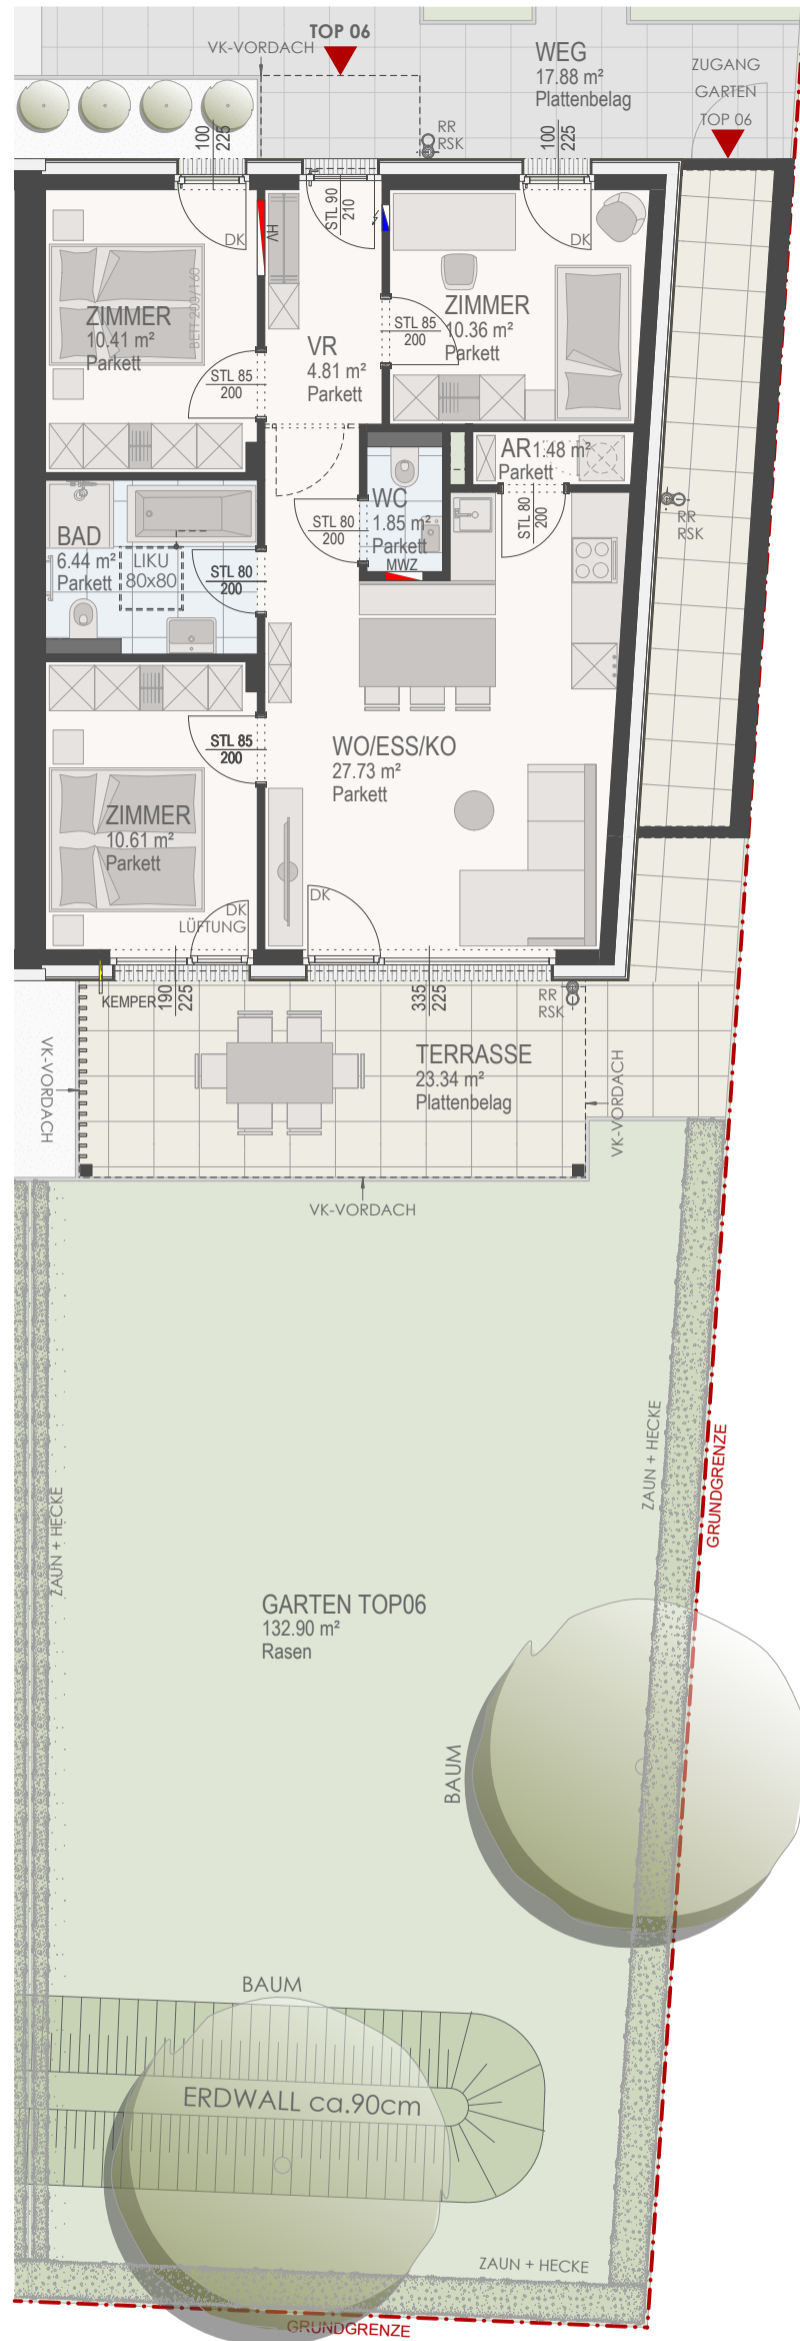 TOP 06
VK-VORDACH
WEG
17.88 m²
Plattenbelag
ZUGANG
GARTEN
TOP 06
RR
RSK
100
225
100
225
STL 90
210
HV
DK
DK
BETT 200/160
ZIMMER
10.41 m²
Parkett
ZIMMER
10.36 m²
Parkett
VR
4.81 m²
Parkett
STL 85
200
STL 85
200
AR 1.48 m²
Parkett
WC
1.85 m²
Parkett
MWZ
STL 80
200
STL 80
200
RR
RSK
BAD
6.44 m²
Parkett
LIKU
80x80
STL 80
200
STL 85
200
WO/ESS/KO
27.73 m²
Parkett
ZIMMER
10.61 m²
Parkett
DK
LÜFTUNG
DK
KEMPER
190
225
335
225
RR
RSK
TERRASSE
23.34 m²
Plattenbelag
VK-VORDACH
VK-VORDACH
VK-VORDACH
ZAUN + HECKE
ZAUN + HECKE
GRUNDGRENZE
GARTEN TOP06
132.90 m²
Rasen
BAUM
BAUM
ERDWALL ca.90cm
ZAUN + HECKE
GRUNDGRENZE